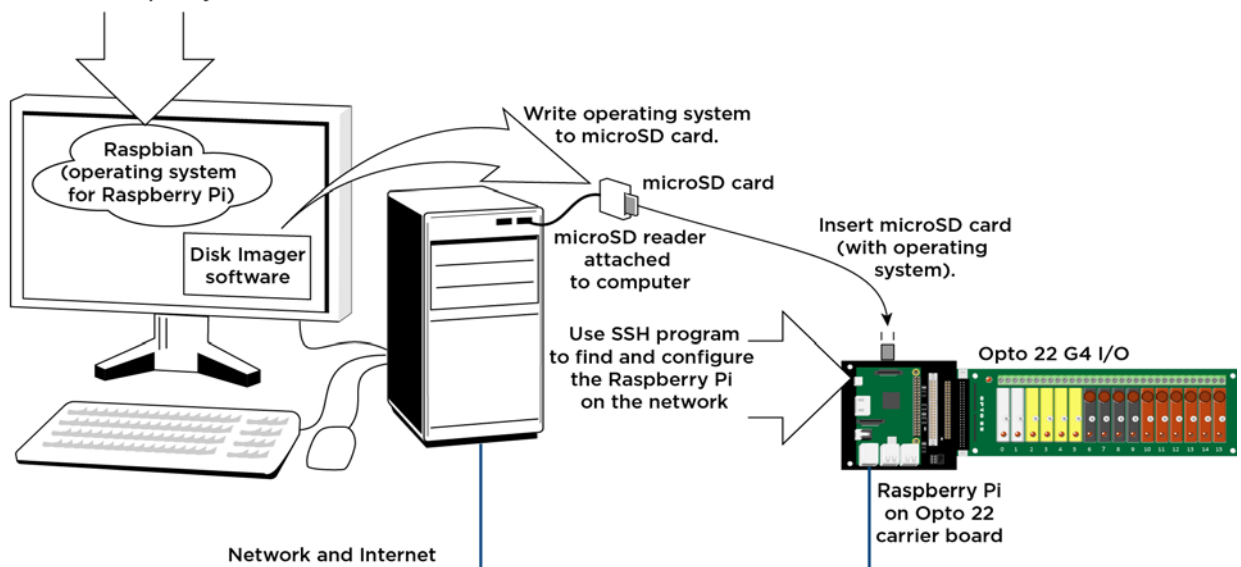 Raspbian
(operating system
for Raspberry Pi)
Disk Imager
software
Write operating system
to microSD card.
microSD card
microSD reader
attached
to computer
Insert microSD card
(with operating
system).
Use SSH program
to find and configure
the Raspberry Pi
on the network
Opto 22 G4 I/O
0 1 2 3 4 5 6 7 8 9 10 11 12 13 14 15
Raspberry Pi
on Opto 22
carrier board
Network and Internet